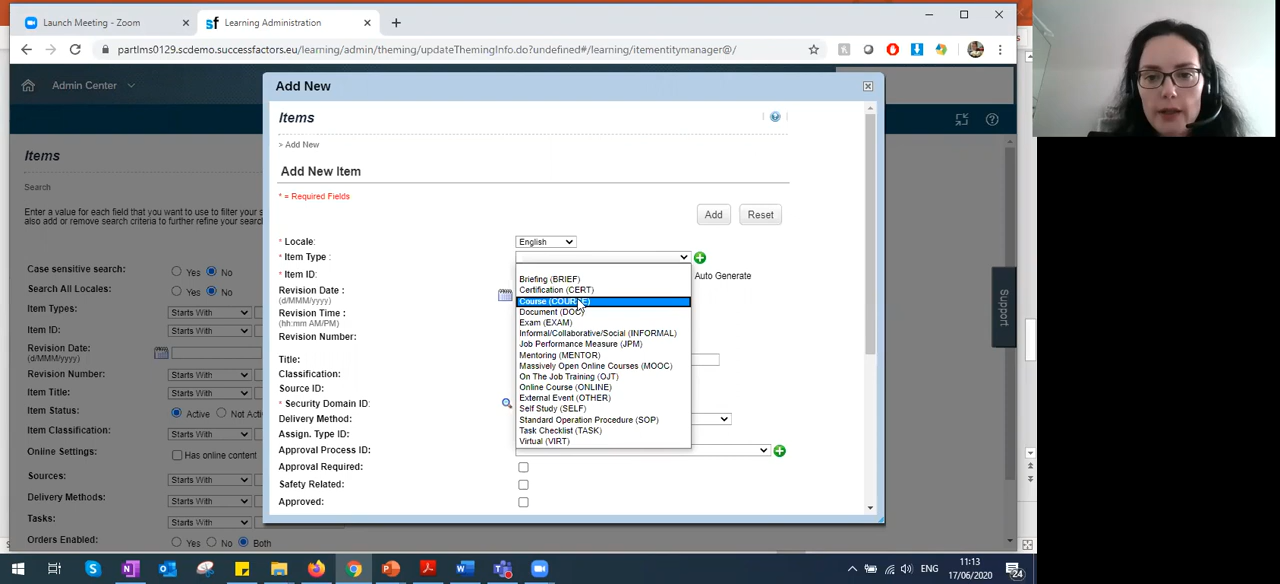 Launch Meeting - Zoom
Learning Administration
partlms0129.scdemo.successfactors.eu/learning/admin/theming/updateThemingInfo.do?undefined#/learning/itementitymanager@/
Admin Center
Items
Search
Enter a value for each field that you want to use to filter your s
also add or remove search criteria to further refine your search
Case sensitive search: Yes No
Search All Locales: Yes No
Item Types: Starts With
Item ID: Starts With
Revision Date:
(d/MMM/yyyy)
Revision Number: Starts With
Item Title: Starts With
Item Status: Active Not Ac
Item Classification: Starts With
Online Settings: Has online content
Sources: Starts With
Delivery Methods: Starts With
Tasks: Starts With
Orders Enabled: Yes No Both
Add New
Items
> Add New
Add New Item
* = Required Fields
Add Reset
* Locale: English
* Item Type :
* Item ID: Auto Generate
Revision Date :
(d/MMM/yyyy)
Revision Time :
(hh:mm AM/PM)
Revision Number:
Title:
Classification:
Source ID:
* Security Domain ID:
Delivery Method:
Assign. Type ID:
Approval Process ID:
Approval Required:
Safety Related:
Approved:
Briefing (BRIEF)
Certification (CERT)
Course (COURSE)
Document (DOC)
Exam (EXAM)
Informal/Collaborative/Social (INFORMAL)
Job Performance Measure (JPM)
Mentoring (MENTOR)
Massively Open Online Courses (MOOC)
On The Job Training (OJT)
Online Course (ONLINE)
External Event (OTHER)
Self Study (SELF)
Standard Operation Procedure (SOP)
Task Checklist (TASK)
Virtual (VIRT)
Support
ENG
11:13
17/06/2020
24